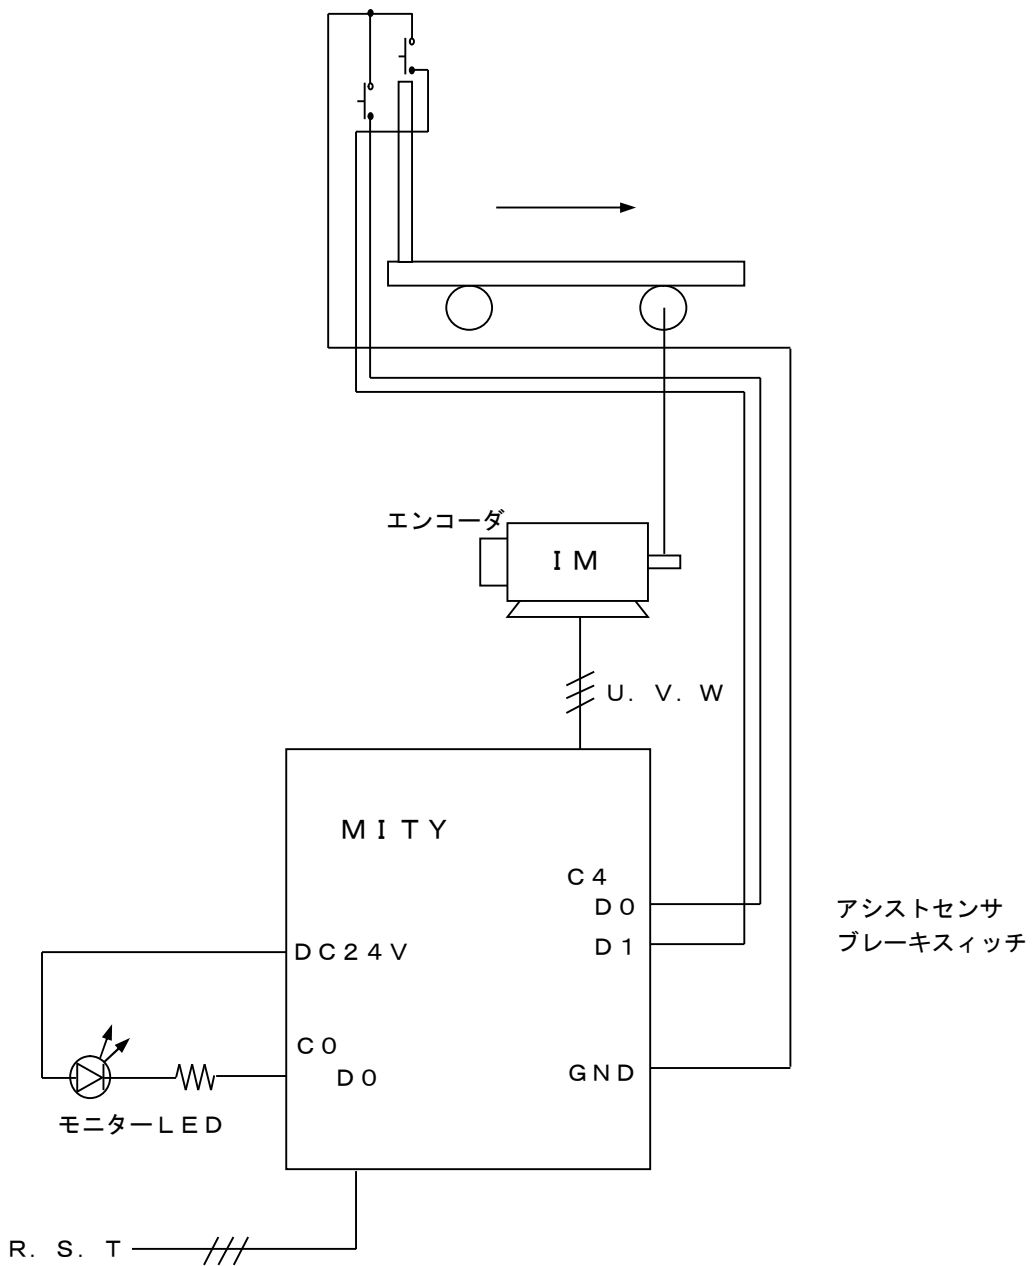 エンコーダ
ＩＭ
Ｕ．Ｖ．Ｗ
ＭＩＴＹ
Ｃ４
Ｄ０
アシストセンサ
Ｄ１
ブレーキスィッチ
ＤＣ２４Ｖ
Ｃ０
Ｄ０
ＧＮＤ
モニターＬＥＤ
Ｒ．Ｓ．Ｔ